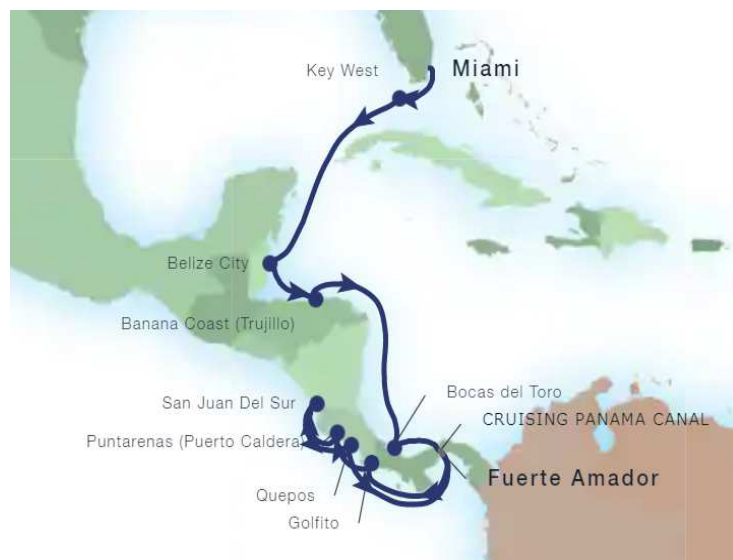 Key West
Miami
Belize City
Banana Coast (Trujillo)
San Juan Del Sur
Bocas del Toro
CRUISING PANAMA CANAL
Puntarenas (Puerto Caldera)
Fuerte Amador
Quepos
Golfito